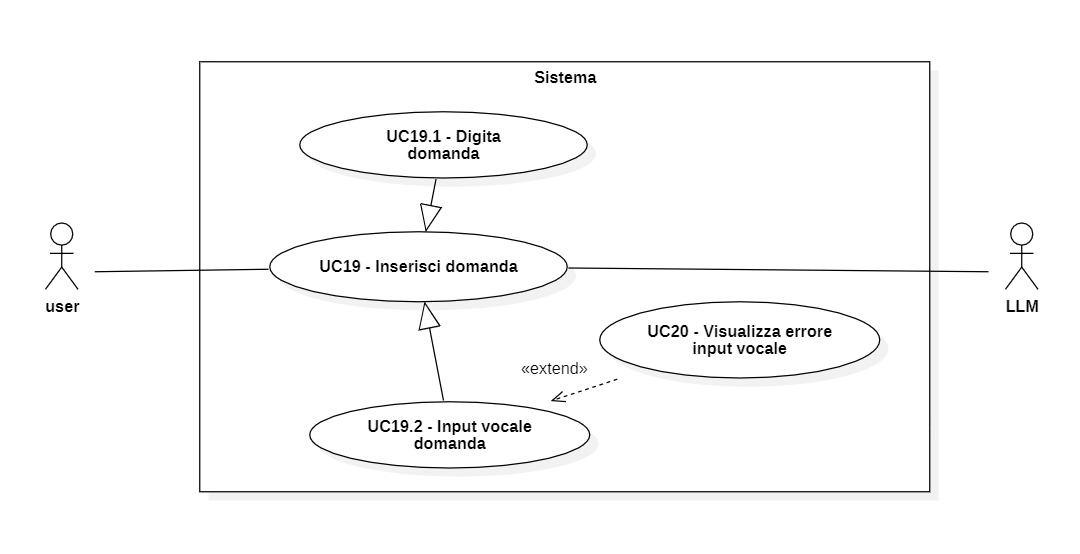 Sistema
UC19.1 - Digita
domanda
UC19 - Inserisci domanda
user
LLM
UC20 - Visualizza errore
input vocale
«extend»
UC19.2 - Input vocale
domanda